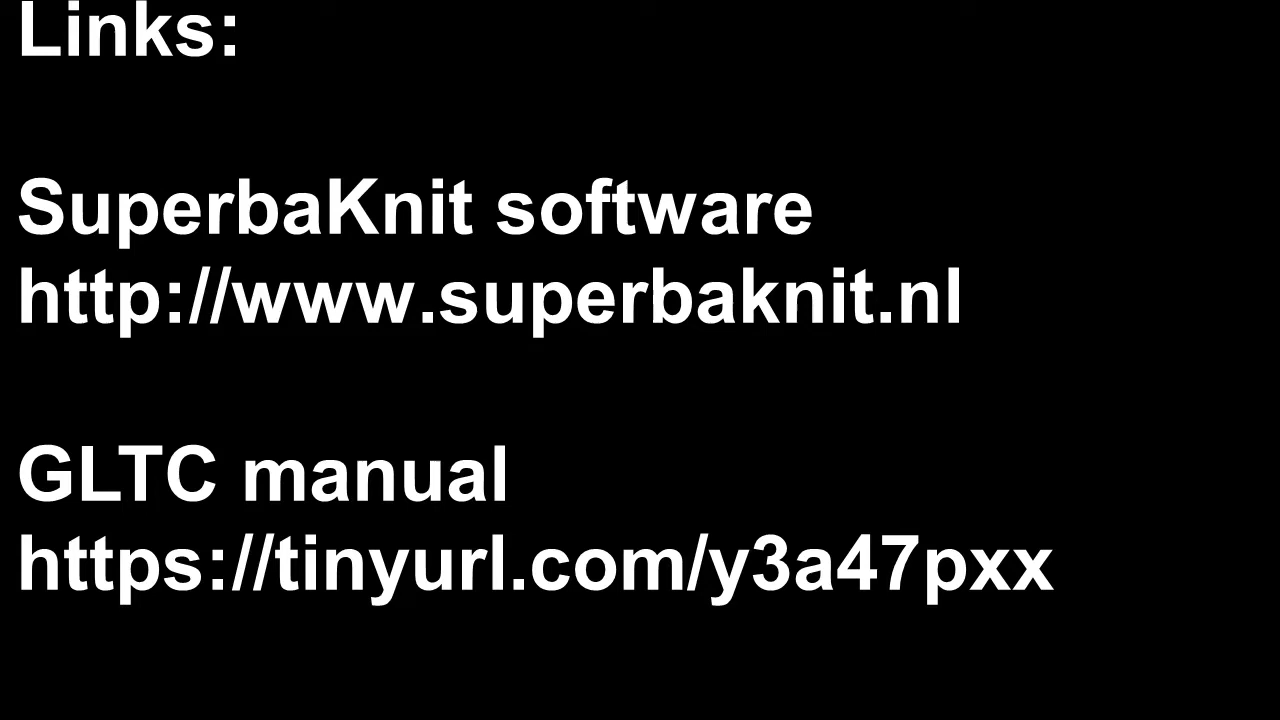 Links:
SuperbaKnit software
http://www.superbaknit.nl
GLTC manual
https://tinyurl.com/y3a47pxx